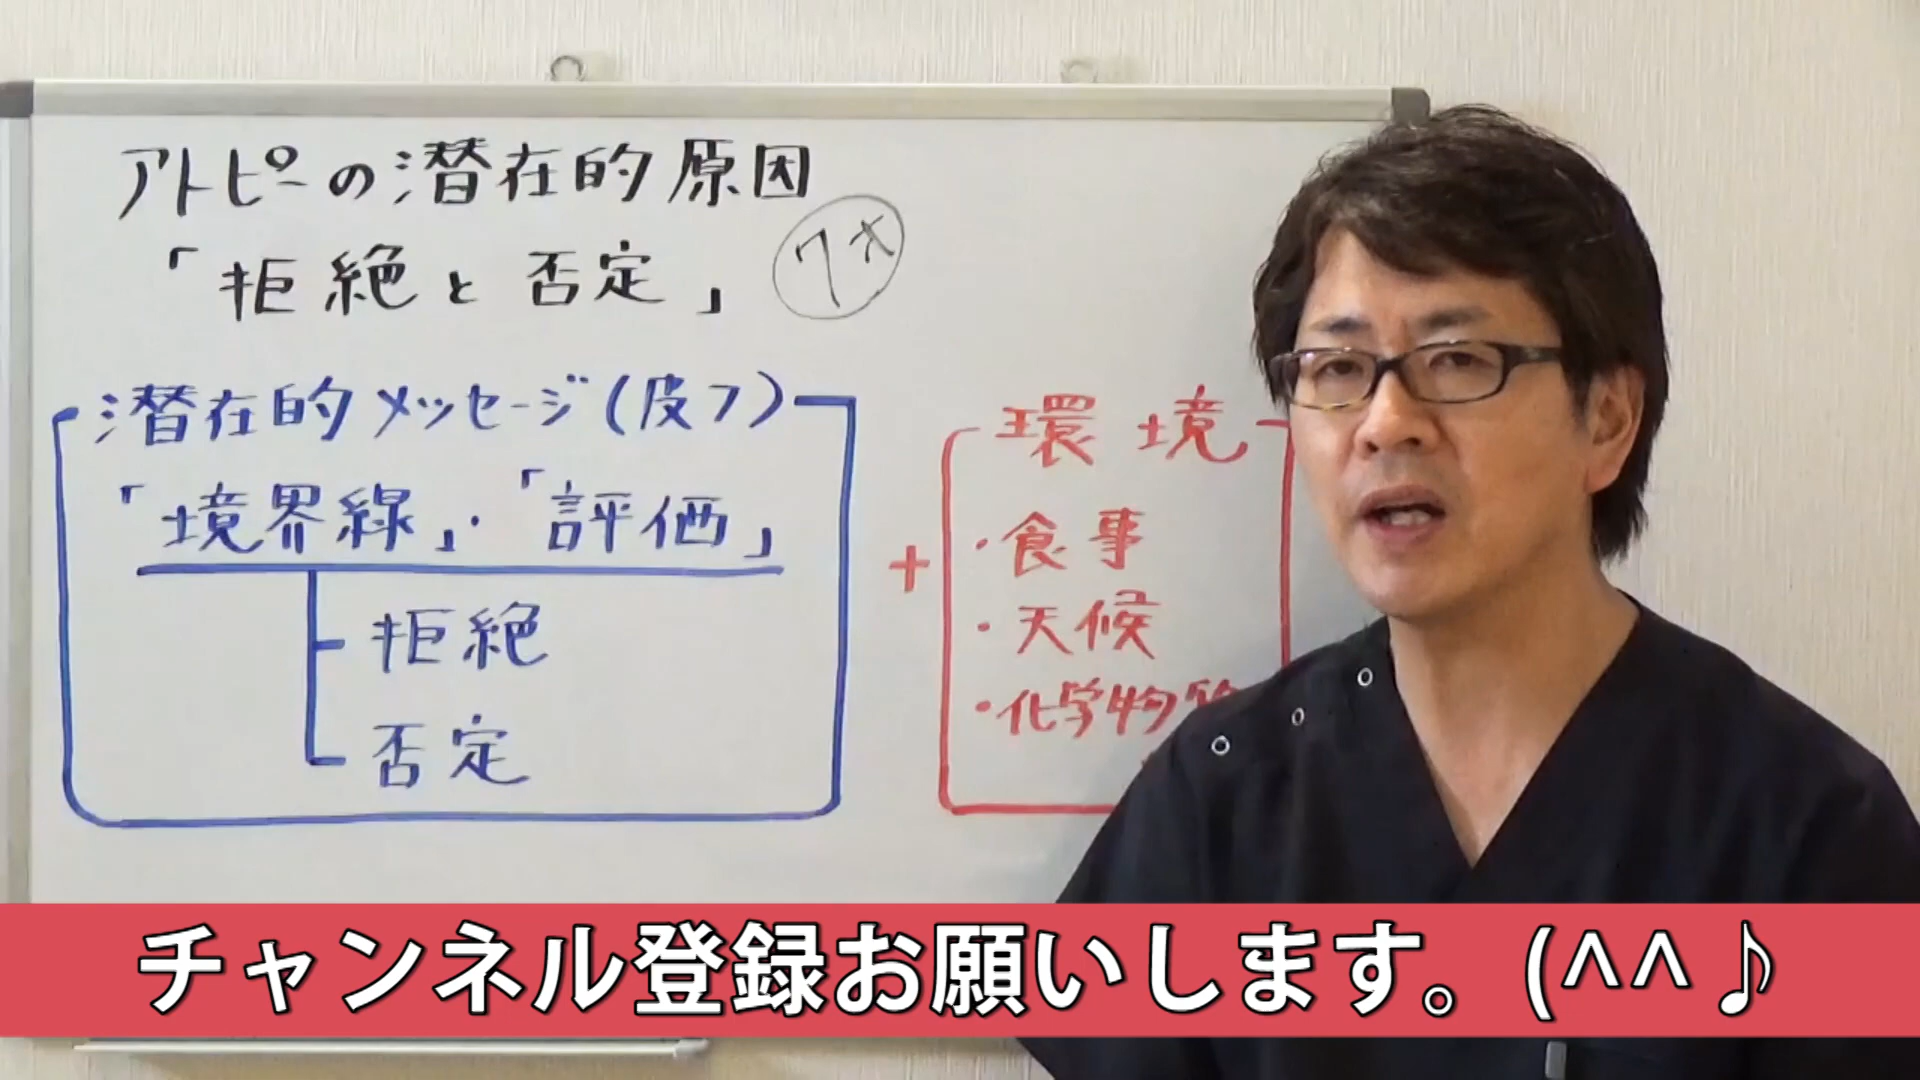 アトピーの潜在的原因
「拒絶と否定」
7才
潜在的メッセージ(皮フ)
「境界線」・「評価」
拒絶
否定
+
環境
・食事
・天候
・化学物
チャンネル登録お願いします。(^^♪